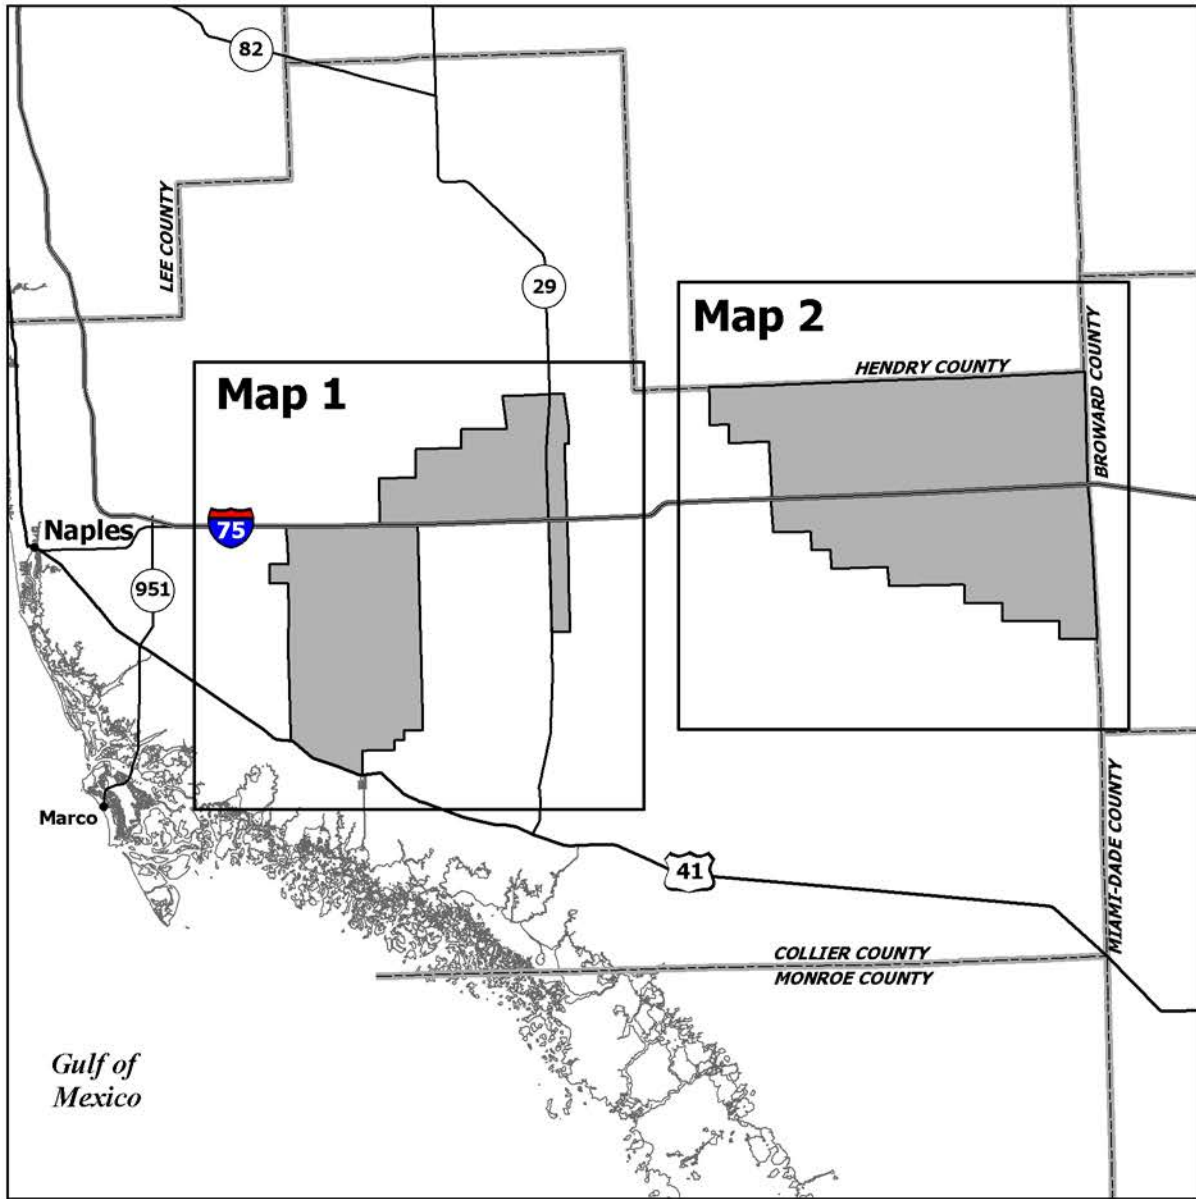 82
LEE COUNTY
29
Map 2
HENDRY COUNTY
BROWARD COUNTY
Map 1
75
Naples
951
Marco
41
MIAMI-DADE COUNTY
COLLIER COUNTY
MONROE COUNTY
Gulf of
Mexico